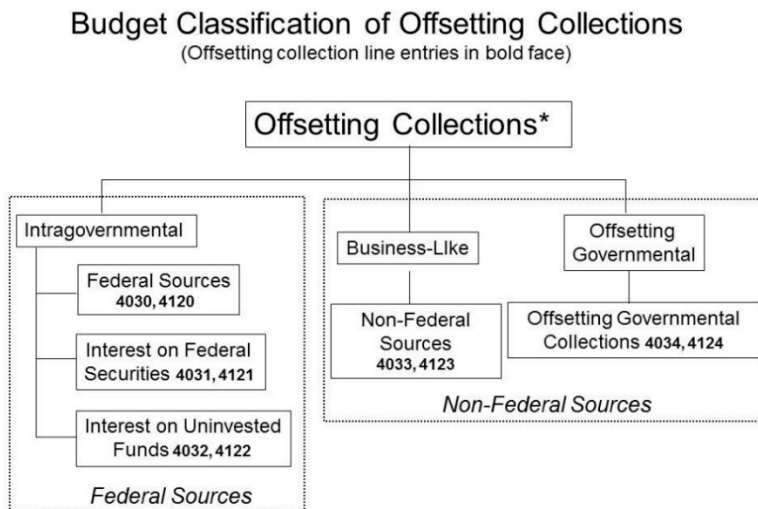 Budget Classification of Offsetting Collections
(Offsetting collection line entries in bold face)
Offsetting Collections*
Intragovernmental
Federal Sources
4030, 4120
Interest on Federal
Securities 4031, 4121
Interest on Uninvested
Funds 4032, 4122
Federal Sources
Business-LIke
Non-Federal
Sources
4033, 4123
Offsetting
Governmental
Offsetting Governmental
Collections 4034, 4124
Non-Federal Sources